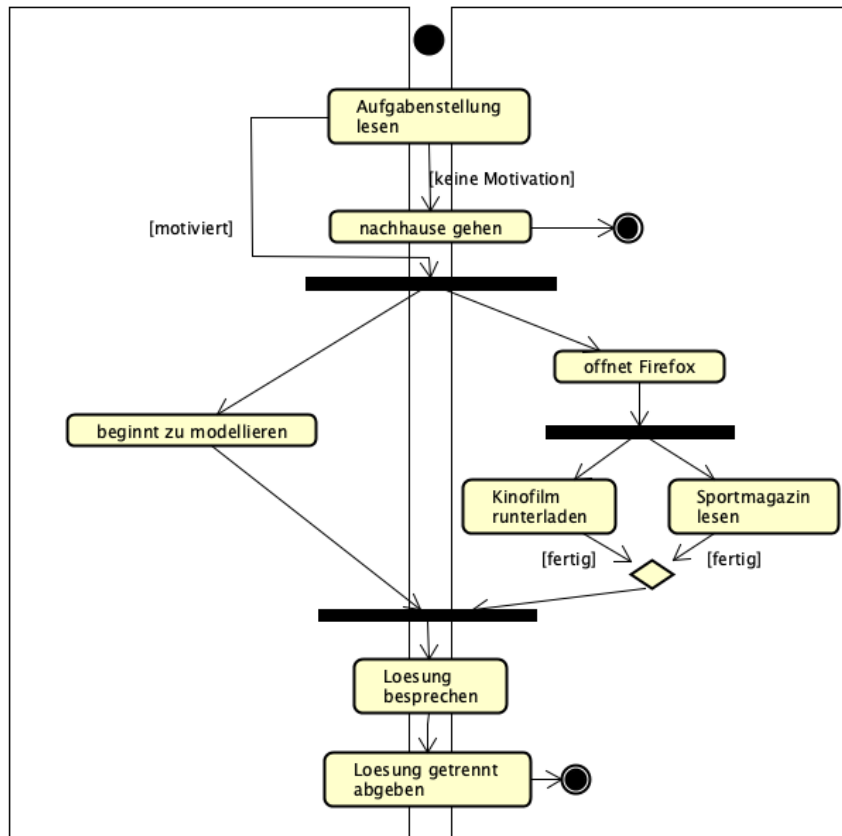 Aufgabenstellung
lesen
[keine Motivation]
[motiviert]
nachhause gehen
offnet Firefox
beginnt zu modellieren
Kinofilm
runterladen
Sportmagazin
lesen
[fertig]
[fertig]
Loesung
besprechen
Loesung getrennt
abgeben